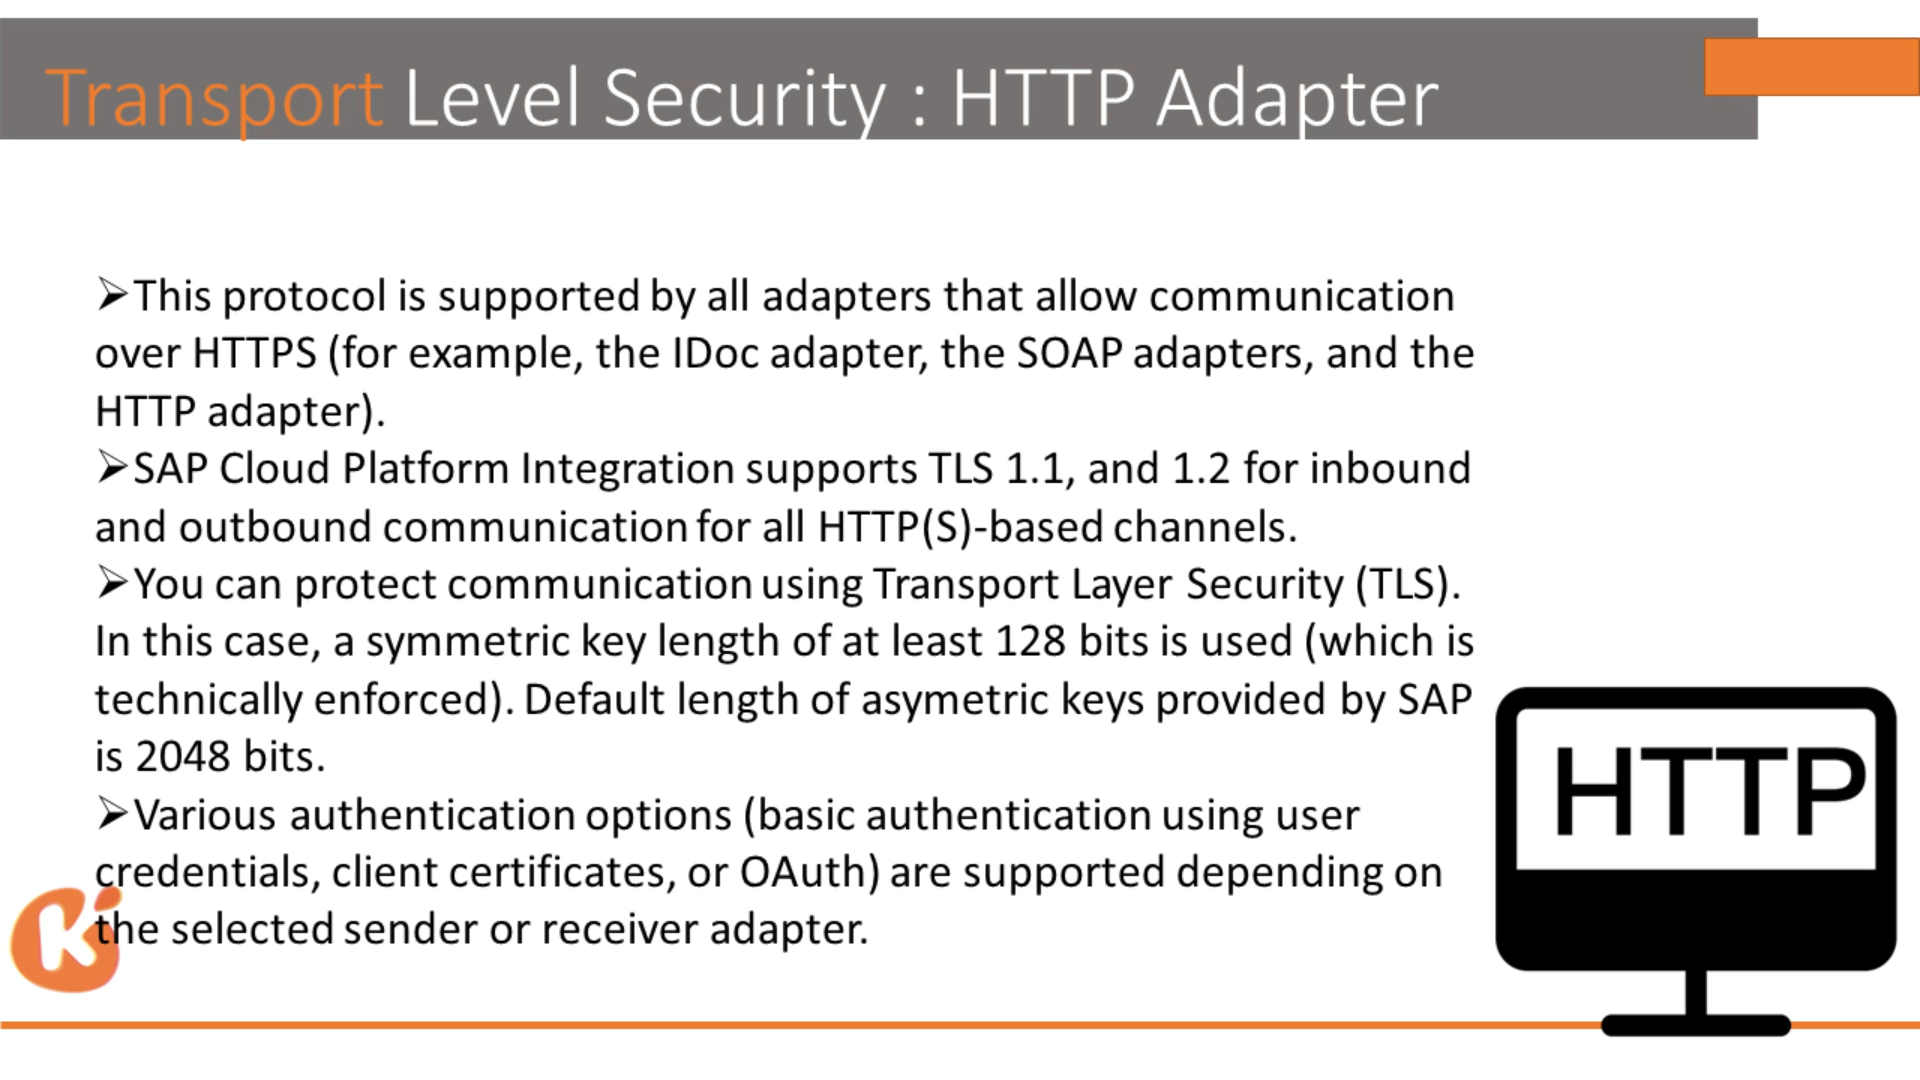 Transport Level Security : HTTP Adapter
➢This protocol is supported by all adapters that allow communication
over HTTPS (for example, the IDoc adapter, the SOAP adapters, and the
HTTP adapter).
➢SAP Cloud Platform Integration supports TLS 1.1, and 1.2 for inbound
and outbound communication for all HTTP(S)-based channels.
➢You can protect communication using Transport Layer Security (TLS).
In this case, a symmetric key length of at least 128 bits is used (which is
technically enforced). Default length of asymetric keys provided by SAP
is 2048 bits.
➢Various authentication options (basic authentication using user
credentials, client certificates, or OAuth) are supported depending on
the selected sender or receiver adapter.
HTTP
K